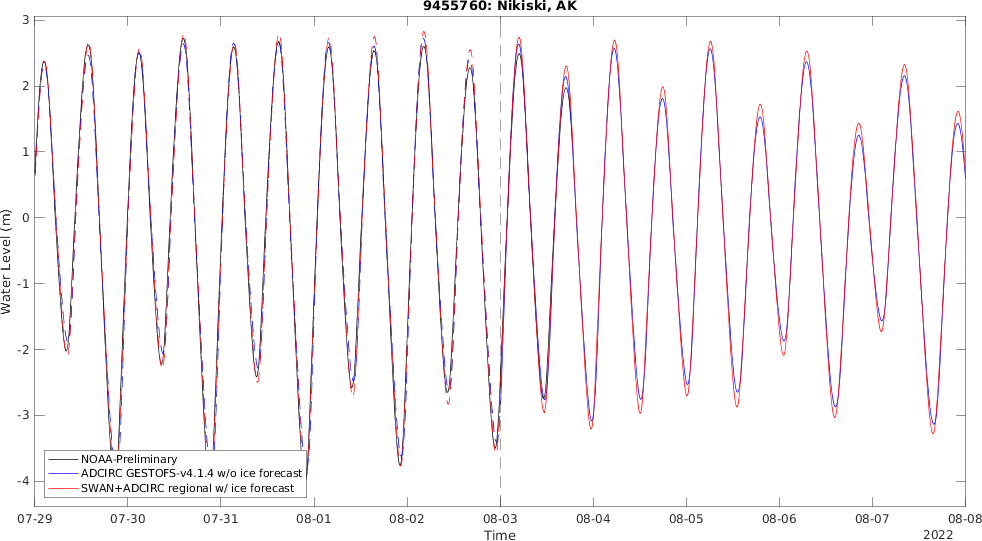 9455760: Nikiski, AK
3
2
1
0
-1
-2
-3
-4
Water Level (m)
NOAA-Preliminary
ADCIRC GESTOFS-v4.1.4 w/o ice forecast
SWAN+ADCIRC regional w/ ice forecast
07-29 07-30 07-31 08-01 08-02 08-03 08-04 08-05 08-06 08-07 08-08
Time
2022